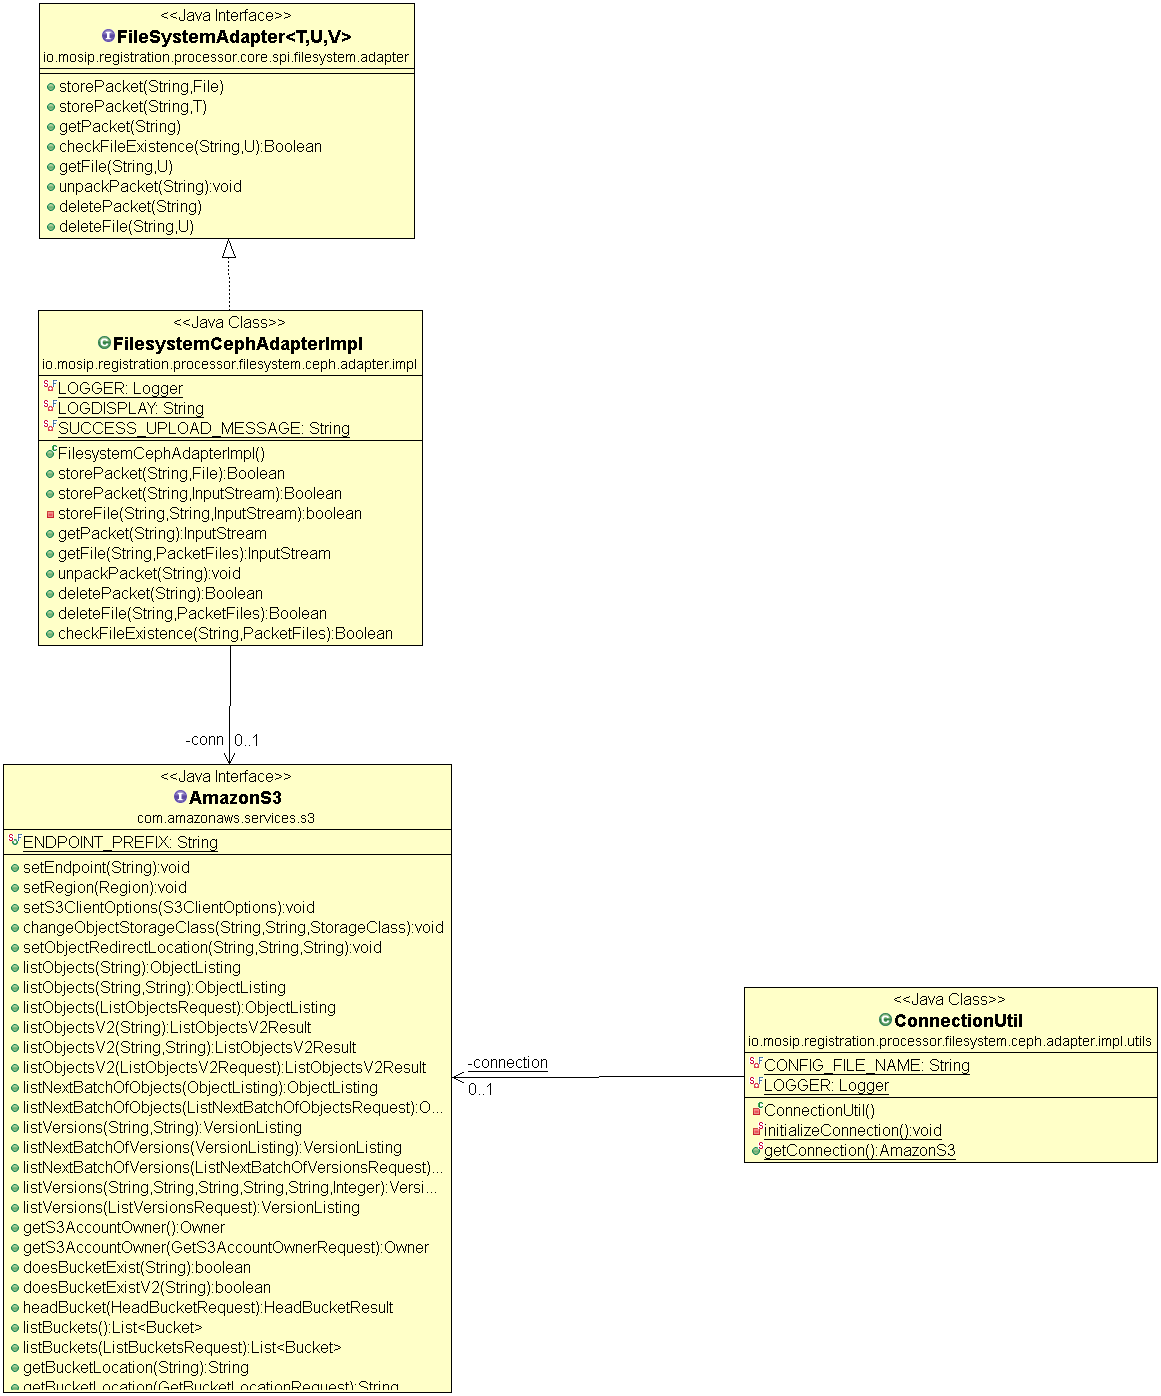 <<Java Interface>>
FileSystemAdapter<T,U,V>
io.mosip.registration.processor.core.spi.filesystem.adapter
storePacket(String,File)
storePacket(String,T)
getPacket(String)
checkFileExistence(String,U):Boolean
getFile(String,U)
unpackPacket(String):void
deletePacket(String)
deleteFile(String,U)
<<Java Class>>
FilesystemCephAdapterImpl
io.mosip.registration.processor.filesystem.ceph.adapter.impl
LOGGER: Logger
LOGDISPLAY: String
SUCCESS_UPLOAD_MESSAGE: String
FilesystemCephAdapterImpl()
storePacket(String,File):Boolean
storePacket(String,InputStream):Boolean
storeFile(String,String,InputStream):boolean
getPacket(String):InputStream
getFile(String,PacketFiles):InputStream
unpackPacket(String):void
deletePacket(String):Boolean
deleteFile(String,PacketFiles):Boolean
checkFileExistence(String,PacketFiles):Boolean
-conn 0..1
<<Java Interface>>
AmazonS3
com.amazonaws.services.s3
ENDPOINT_PREFIX: String
setEndpoint(String):void
setRegion(Region):void
setS3ClientOptions(S3ClientOptions):void
changeObjectStorageClass(String,String,StorageClass):void
setObjectRedirectLocation(String,String,String):void
listObjects(String):ObjectListing
listObjects(String,String):ObjectListing
listObjects(ListObjectsRequest):ObjectListing
listObjectsV2(String):ListObjectsV2Result
listObjectsV2(String,String):ListObjectsV2Result
listObjectsV2(ListObjectsV2Request):ListObjectsV2Result
listNextBatchOfObjects(ObjectListing):ObjectListing
listNextBatchOfObjects(ListNextBatchOfObjectsRequest):O...
listVersions(String,String):VersionListing
listNextBatchOfVersions(VersionListing):VersionListing
listNextBatchOfVersions(ListNextBatchOfVersionsRequest)...
listVersions(String,String,String,String,String,Integer):Versi...
listVersions(ListVersionsRequest):VersionListing
getS3AccountOwner():Owner
getS3AccountOwner(GetS3AccountOwnerRequest):Owner
doesBucketExist(String):boolean
doesBucketExistV2(String):boolean
headBucket(HeadBucketRequest):HeadBucketResult
listBuckets():List<Bucket>
listBuckets(ListBucketsRequest):List<Bucket>
getBucketLocation(String):String
getBucketLocation(GetBucketLocationRequest):String
-connection
0..1
<<Java Class>>
ConnectionUtil
io.mosip.registration.processor.filesystem.ceph.adapter.impl.utils
CONFIG_FILE_NAME: String
LOGGER: Logger
ConnectionUtil()
initializeConnection():void
getConnection():AmazonS3